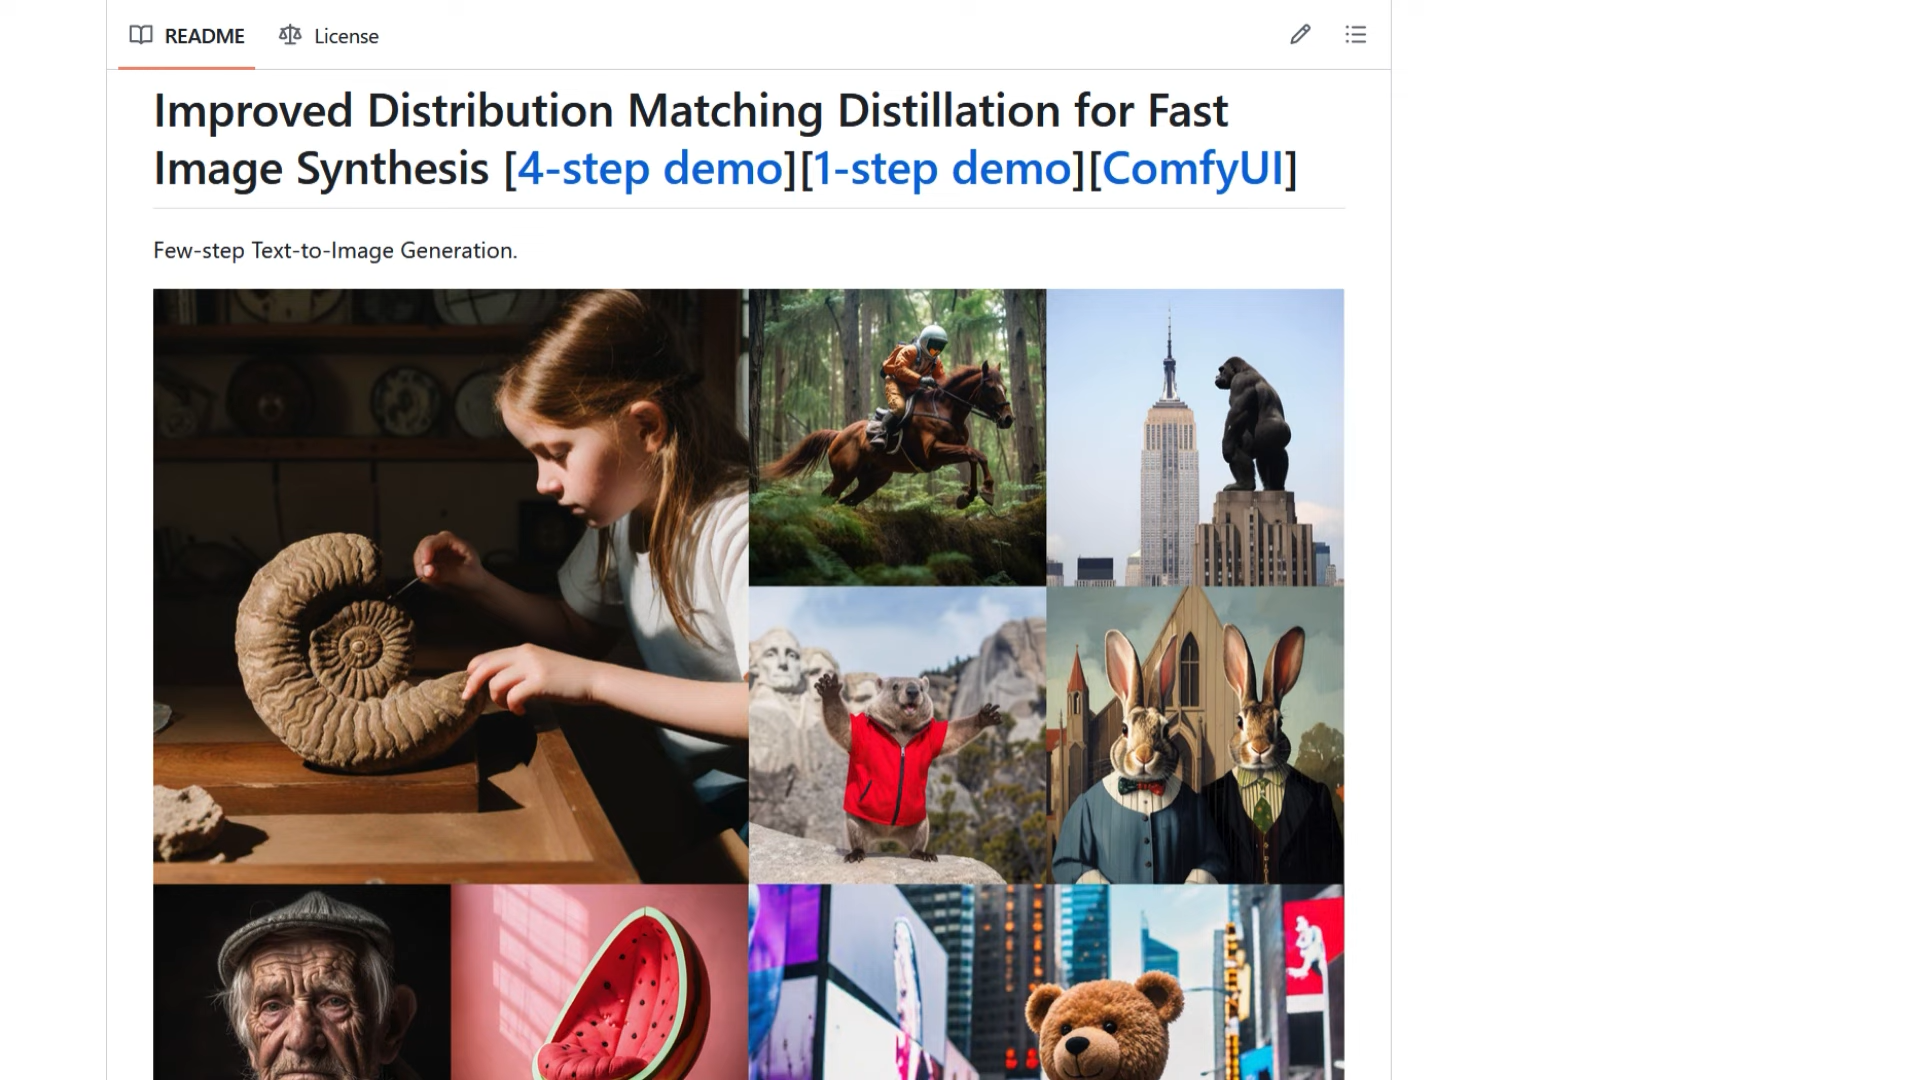 README
License
Improved Distribution Matching Distillation for Fast
Image Synthesis [4-step demo][1-step demo][ComfyUI]
Few-step Text-to-Image Generation.